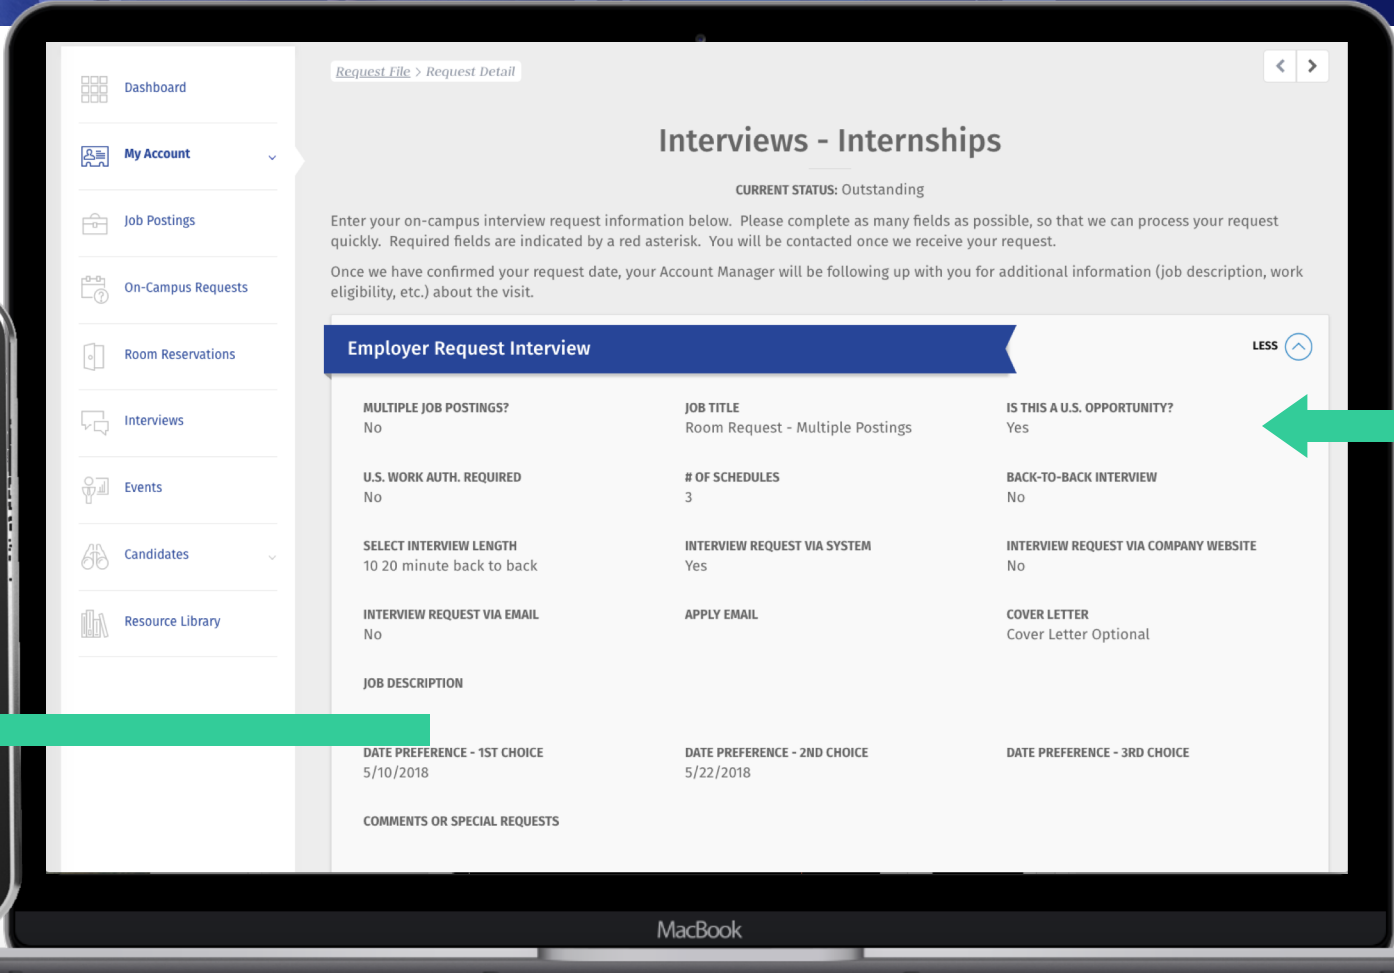 Request File > Request Detail
Dashboard
My Account
Job Postings
On-Campus Requests
Room Reservations
Interviews
Events
Candidates
Resource Library
Interviews - Internships
CURRENT STATUS: Outstanding
Enter your on-campus interview request information below. Please complete as many fields as possible, so that we can process your request
quickly. Required fields are indicated by a red asterisk. You will be contacted once we receive your request.
Once we have confirmed your request date, your Account Manager will be following up with you for additional information (job description, work
eligibility, etc.) about the visit.
Employer Request Interview
LESS
MULTIPLE JOB POSTINGS?
No
JOB TITLE
Room Request - Multiple Postings
IS THIS A U.S. OPPORTUNITY?
Yes
U.S. WORK AUTH. REQUIRED
No
# OF SCHEDULES
3
BACK-TO-BACK INTERVIEW
No
SELECT INTERVIEW LENGTH
10 20 minute back to back
INTERVIEW REQUEST VIA SYSTEM
Yes
INTERVIEW REQUEST VIA COMPANY WEBSITE
No
INTERVIEW REQUEST VIA EMAIL
No
APPLY EMAIL
COVER LETTER
Cover Letter Optional
JOB DESCRIPTION
DATE PREFERENCE - 1ST CHOICE
5/10/2018
DATE PREFERENCE - 2ND CHOICE
5/22/2018
DATE PREFERENCE - 3RD CHOICE
COMMENTS OR SPECIAL REQUESTS
MacBook